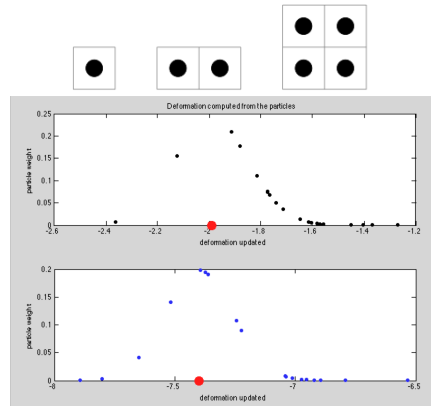 Deformation computed from the particles
0.25
0.2
0.15
0.1
0.05
0
particle weight
-2.6 -2.4 -2.2 -2 -1.8 -1.6 -1.4 -1.2
deformation updated
0.2
0.15
0.1
0.05
0
particle weight
-8 -7.5 -7 -6.5
deformation updated